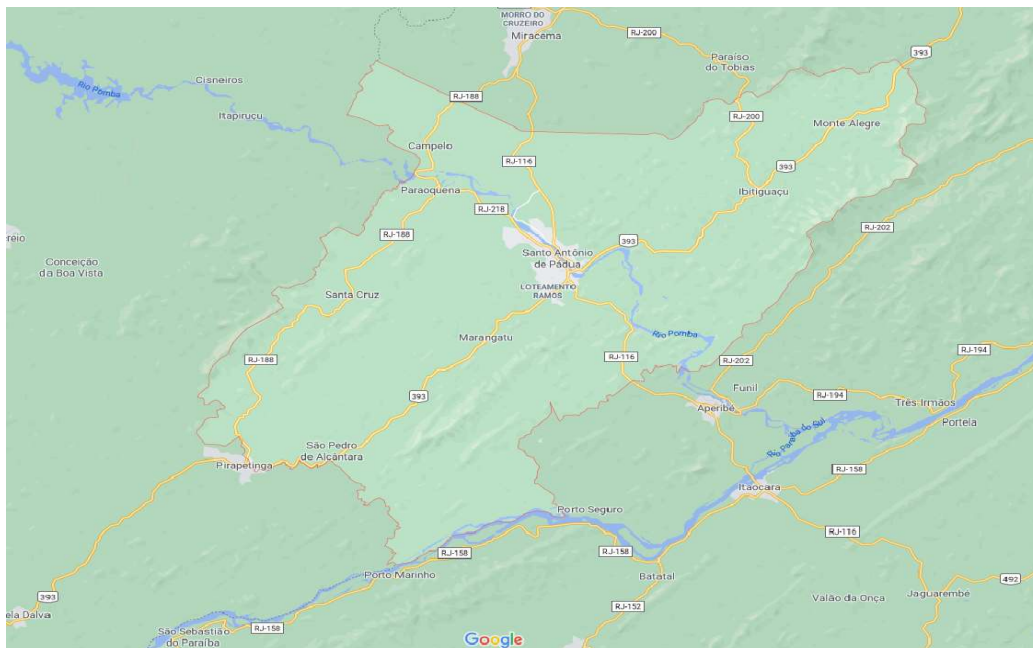 MORRO DO
CRUZEIRO
Miracema
RJ-200
393
Paraíso
do Tobias
Cisneiros
Rio Pomba
RJ-188
Itapiruçu
RJ-200
Monte Alegre
Campelo
RJ-116
393
Paraoquena
Ibitiguaçu
RJ-218
RJ-202
RJ-188
393
Santo Antônio
de Pádua
Conceição
da Boa Vista
LOTEAMENTO
RAMOS
Santa Cruz
Rio Pomba
Marangatu
RJ-188
RJ-116
RJ-202
RJ-194
Funil
393
RJ-194
Três Irmãos
Aperibé
Portela
Rio Paraíba do Sul
São Pedro
de Alcântara
Pirapetinga
RJ-158
Itaocara
Porto Seguro
RJ-116
RJ-158
RJ-158
Porto Marinho
Batatal
492
393
Jaguarembé
Valão da Onça
RJ-152
RJ-158
São Sebastião
do Paraíba
Google